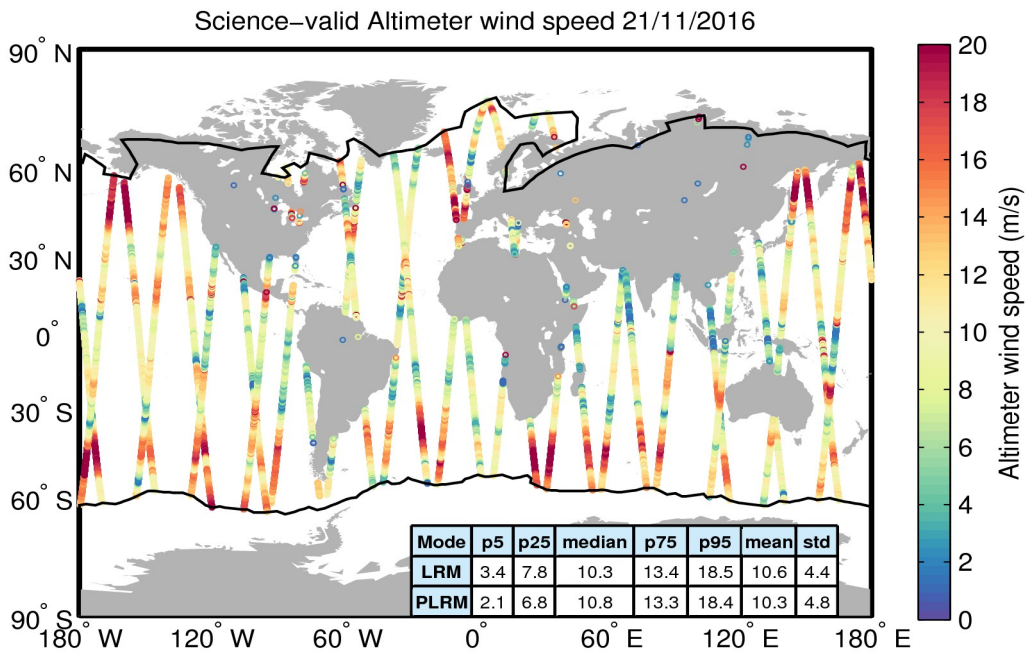 Science−valid Altimeter wind speed 21/11/2016
90° N
60° N
30° N
0°
30° S
60° S
90° S
180° W
120° W
60° W
0°
60° E
120° E
180° E
Mode p5 p25 median p75 p95 mean std
LRM 3.4 7.8 10.3 13.4 18.5 10.6 4.4
PLRM 2.1 6.8 10.8 13.3 18.4 10.3 4.8
20
18
16
14
12
10
8
6
4
2
0
Altimeter wind speed (m/s)